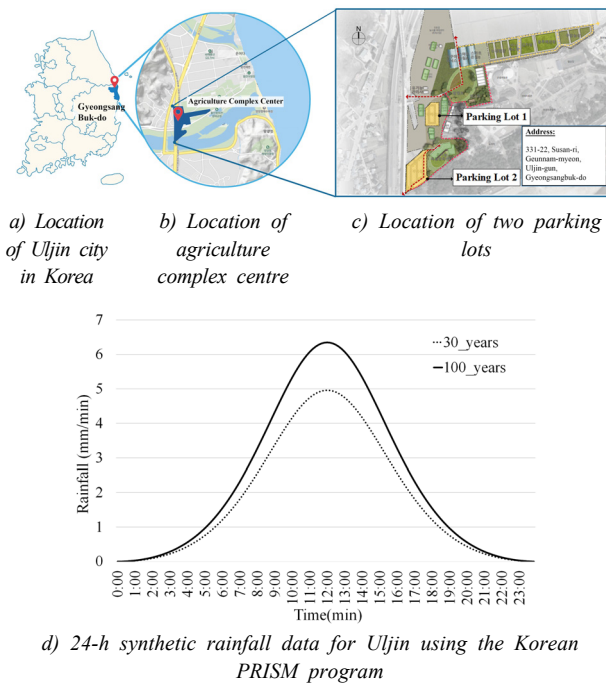 Gyeongsang
Buk-do
Agriculture Complex Center
N
Parking Lot 1
Parking Lot 2
Address:
331-22, Susan-ri,
Geunnam-myeon,
Uljin-gun,
Gyeongsangbuk-do
a) Location
of Uljin city
in Korea
b) Location of
agriculture
complex centre
c) Location of two parking
lots
7
6
5
4
3
2
1
0
Rainfall (mm/min)
30_years
100_years
0:00
1:00
2:00
3:00
4:00
5:00
6:00
7:00
8:00
9:00
10:00
11:00
12:00
13:00
14:00
15:00
16:00
17:00
18:00
19:00
20:00
21:00
22:00
23:00
Time(min)
d) 24-h synthetic rainfall data for Uljin using the Korean
PRISM program